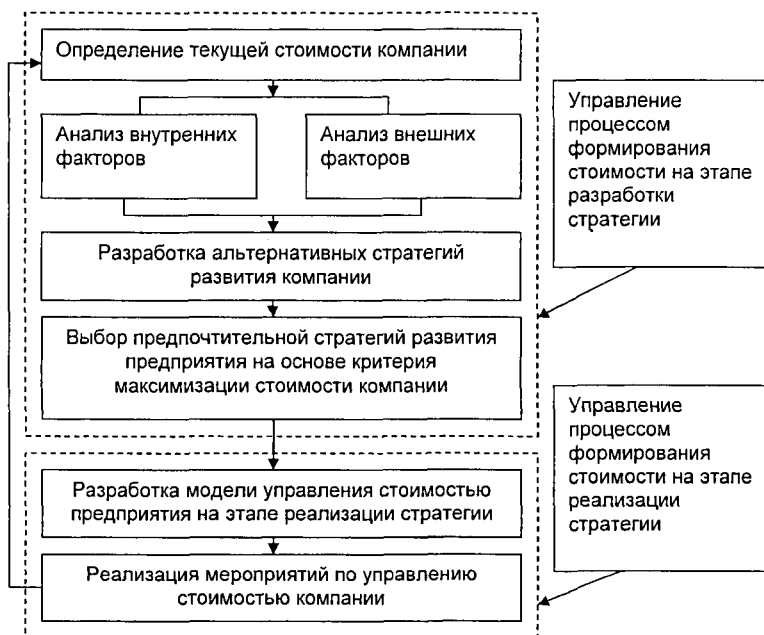 Определение текущей стоимости компании
Анализ внутренних
факторов
Анализ внешних
факторов
Разработка альтернативных стратегий
развития компании
Выбор предпочтительной стратегий развития
предприятия на основе критерия
максимизации стоимости компании
Управление
процессом
формирования
стоимости на этапе
разработки
стратегии
Разработка модели управления стоимостью
предприятия на этапе реализации стратегии
Реализация мероприятий по управлению
стоимостью компании
Управление
процессом
формирования
стоимости на этапе
реализации
стратегии